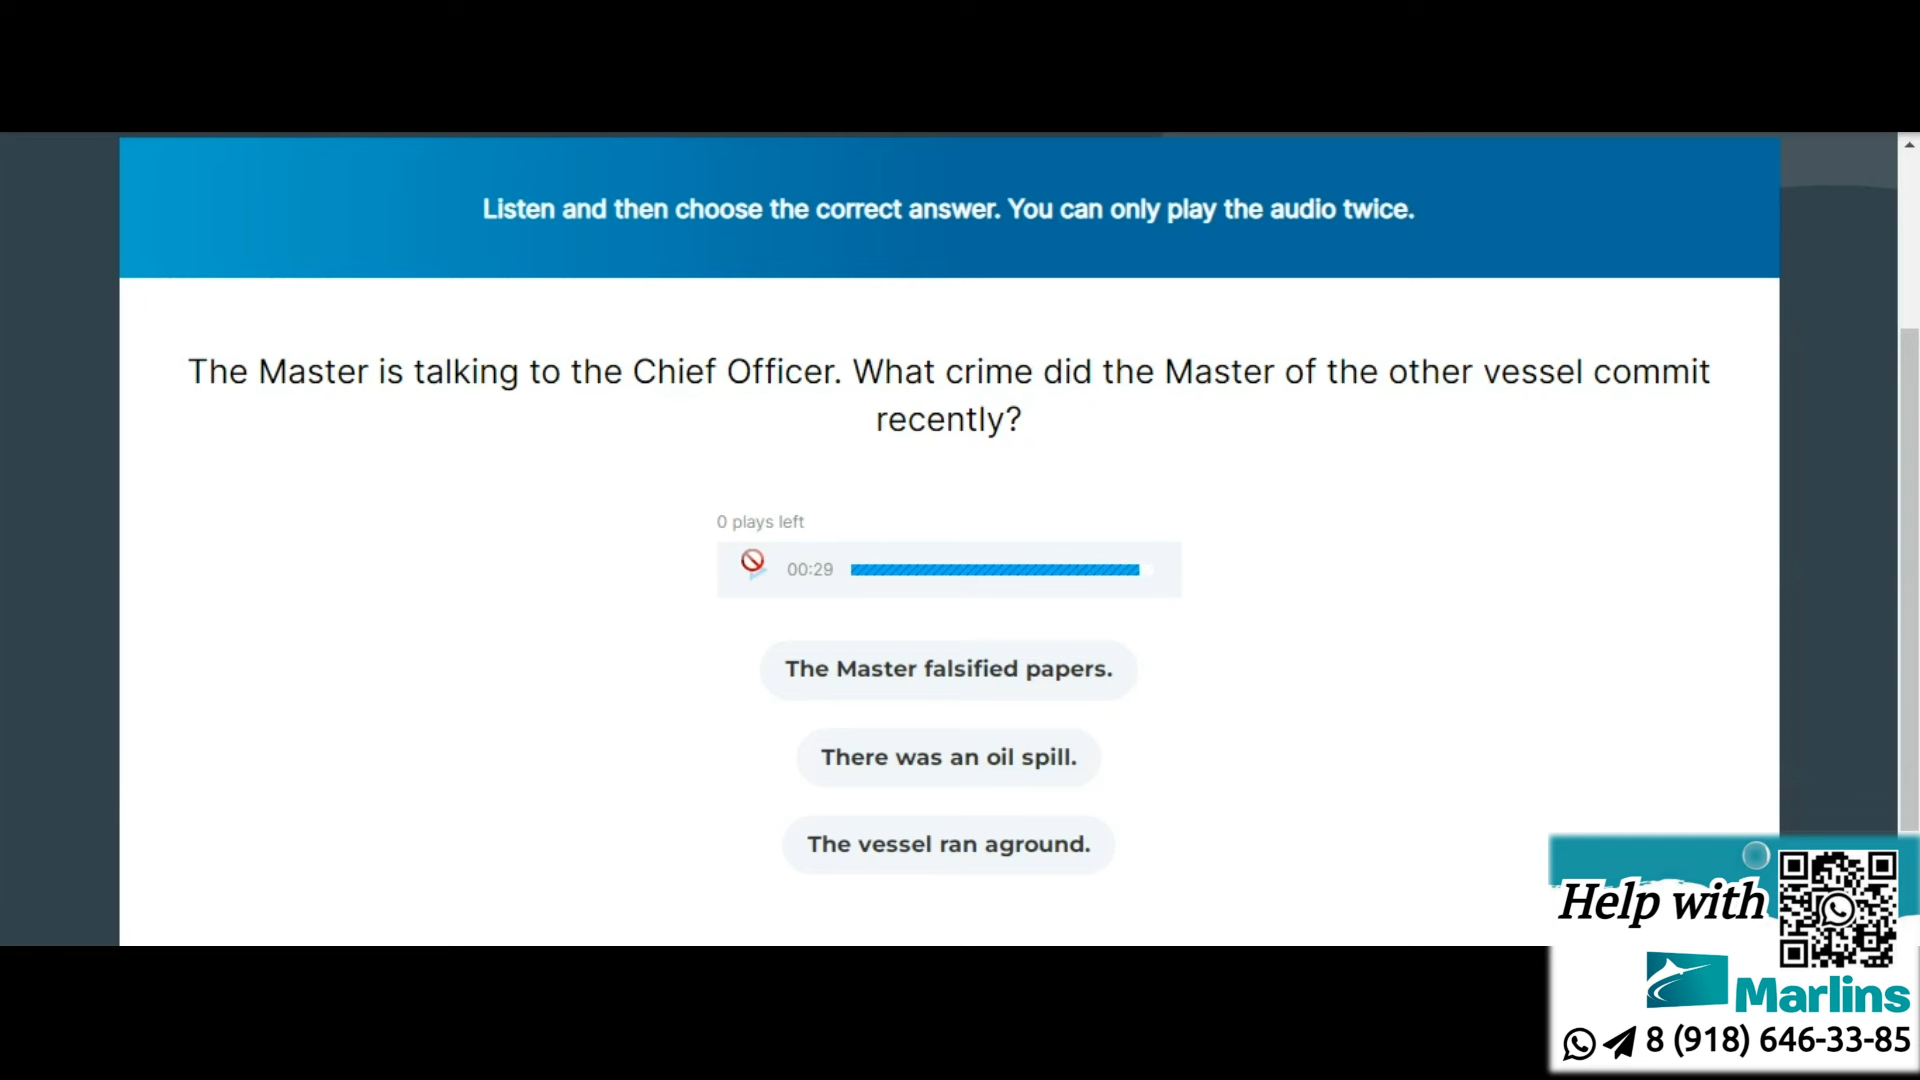 Listen and then choose the correct answer. You can only play the audio twice.
The Master is talking to the Chief Officer. What crime did the Master of the other vessel commit
recently?
0 plays left
00:29
The Master falsified papers.
There was an oil spill.
The vessel ran aground.
Help with
Marlins
8 (918) 646-33-85